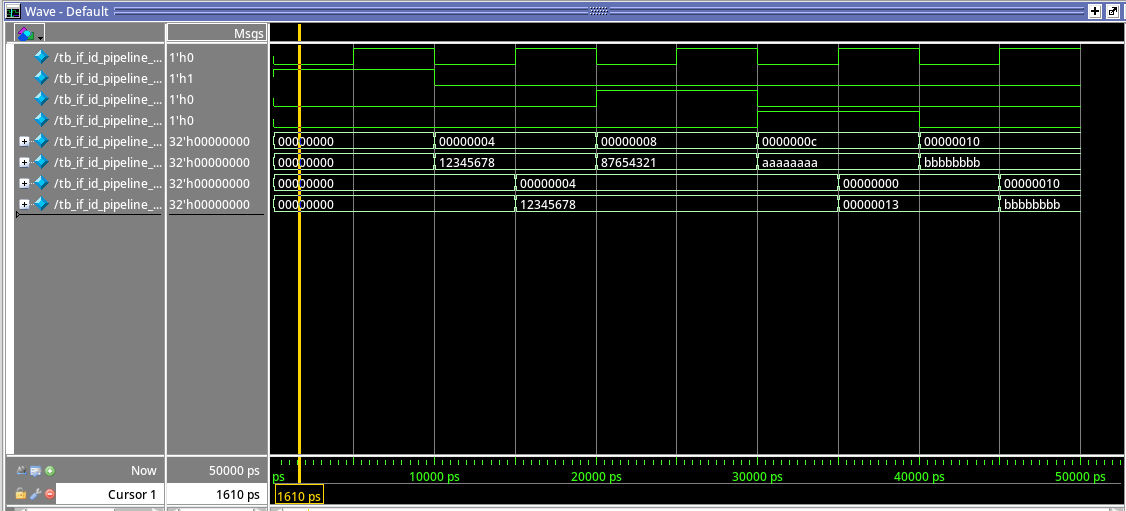 Wave - Default
Msgs
/tb_if_id_pipeline_... 1'h0
/tb_if_id_pipeline_... 1'h1
/tb_if_id_pipeline_... 1'h0
/tb_if_id_pipeline_... 1'h0
/tb_if_id_pipeline_... 32'h00000000 00000000 00000004 00000008 0000000c 00000010
/tb_if_id_pipeline_... 32'h00000000 00000000 12345678 87654321 aaaaaaaa bbbbbbbb
/tb_if_id_pipeline_... 32'h00000000 00000000 00000004 00000000 00000010
/tb_if_id_pipeline_... 32'h00000000 00000000 12345678 00000013 bbbbbbbb
Now 50000 ps ps 10000 ps 20000 ps 30000 ps 40000 ps 50000 ps
Cursor 1 1610 ps 1610 ps